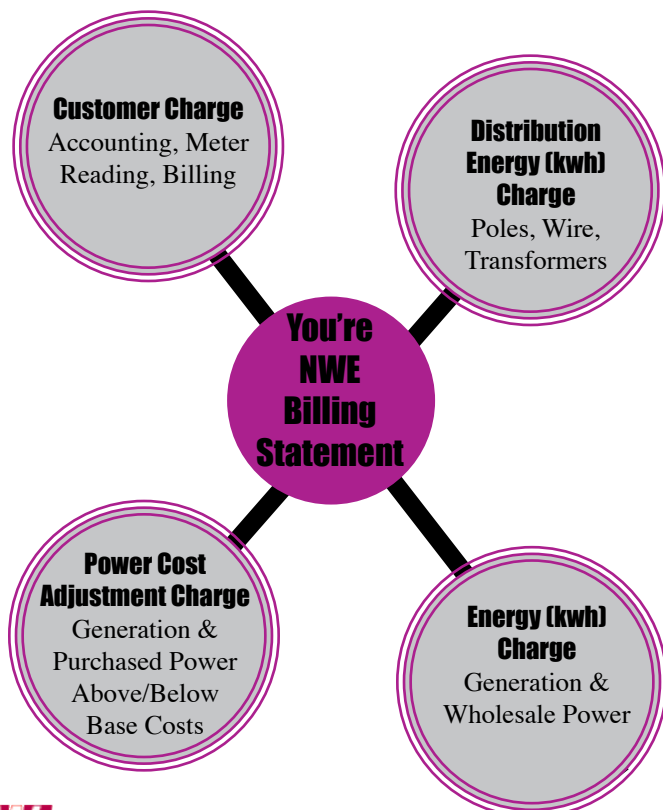 Customer Charge
Accounting, Meter
Reading, Billing
Distribution
Energy (kwh)
Charge
Poles, Wire,
Transformers
You're
NWE
Billing
Statement
Power Cost
Adjustment Charge
Generation &
Purchased Power
Above/Below
Base Costs
Energy (kwh)
Charge
Generation &
Wholesale Power